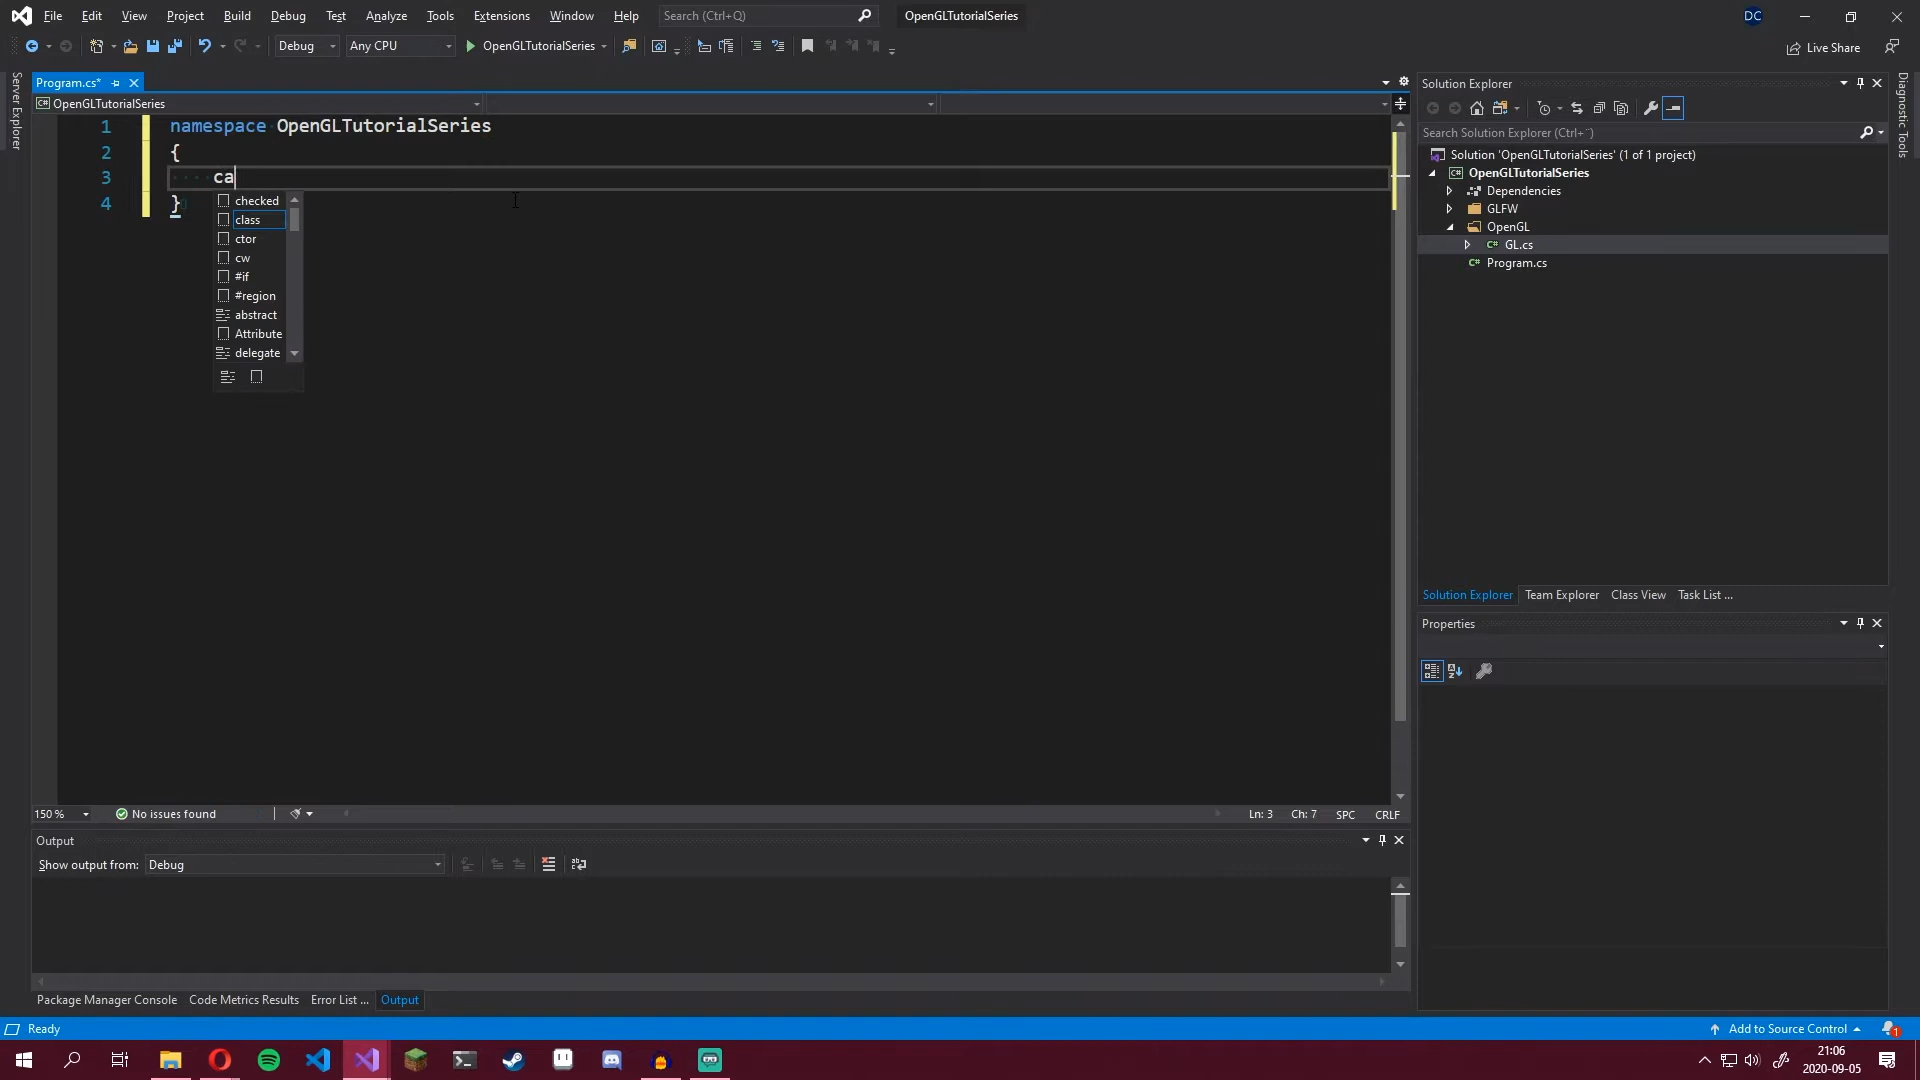 File Edit View Project Build Debug Test Analyze Tools Extensions Window Help Search (Ctrl+Q) OpenGLTutorialSeries DC
Debug Any CPU OpenGLTutorialSeries Live Share
Server Explorer
Program.cs*
OpenGLTutorialSeries
1 namespace OpenGLTutorialSeries
2 {
3 ca
4 }
checked
class
ctor
cw
#if
#region
abstract
Attribute
delegate
150 % No issues found Ln: 3 Ch: 7 SPC CRLF
Output
Show output from: Debug
Package Manager Console Code Metrics Results Error List ... Output
Solution Explorer
Search Solution Explorer (Ctrl+¨)
Solution 'OpenGLTutorialSeries' (1 of 1 project)
OpenGLTutorialSeries
Dependencies
GLFW
OpenGL
GL.cs
Program.cs
Solution Explorer Team Explorer Class View Task List ...
Properties
Diagnostic Tools
Ready Add to Source Control 1
21:06
2020-09-05